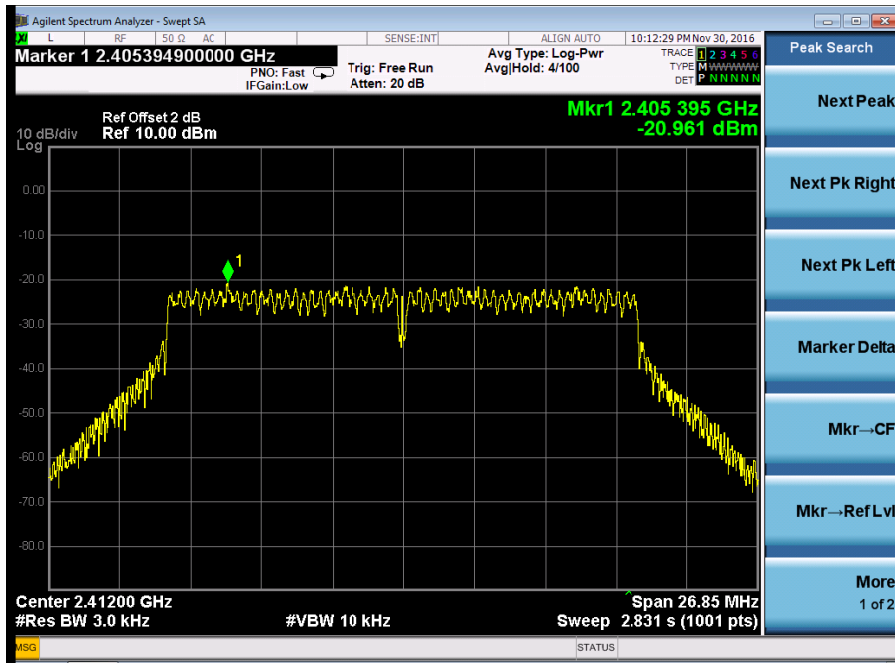 Agilent Spectrum Analyzer - Swept SA
L RF 50 Ω AC SENSE:INT ALIGN AUTO 10:12:29 PM Nov 30, 2016
Marker 1 2.405394900000 GHz
PNO: Fast
IFGain:Low
Trig: Free Run
Atten: 20 dB
Avg Type: Log-Pwr
Avg|Hold: 4/100
TRACE 1 2 3 4 5 6
TYPE M WWWWW
DET P N N N N N
Peak Search
Mkr1 2.405 395 GHz
-20.961 dBm
Ref Offset 2 dB
10 dB/div Ref 10.00 dBm
Log
0.00
-10.0
-20.0
-30.0
-40.0
-50.0
-60.0
-70.0
-80.0
1
Center 2.41200 GHz Span 26.85 MHz
#Res BW 3.0 kHz #VBW 10 kHz Sweep 2.831 s (1001 pts)
MSG STATUS
Next Peak
Next Pk Right
Next Pk Left
Marker Delta
Mkr→CF
Mkr→Ref Lvl
More
1 of 2